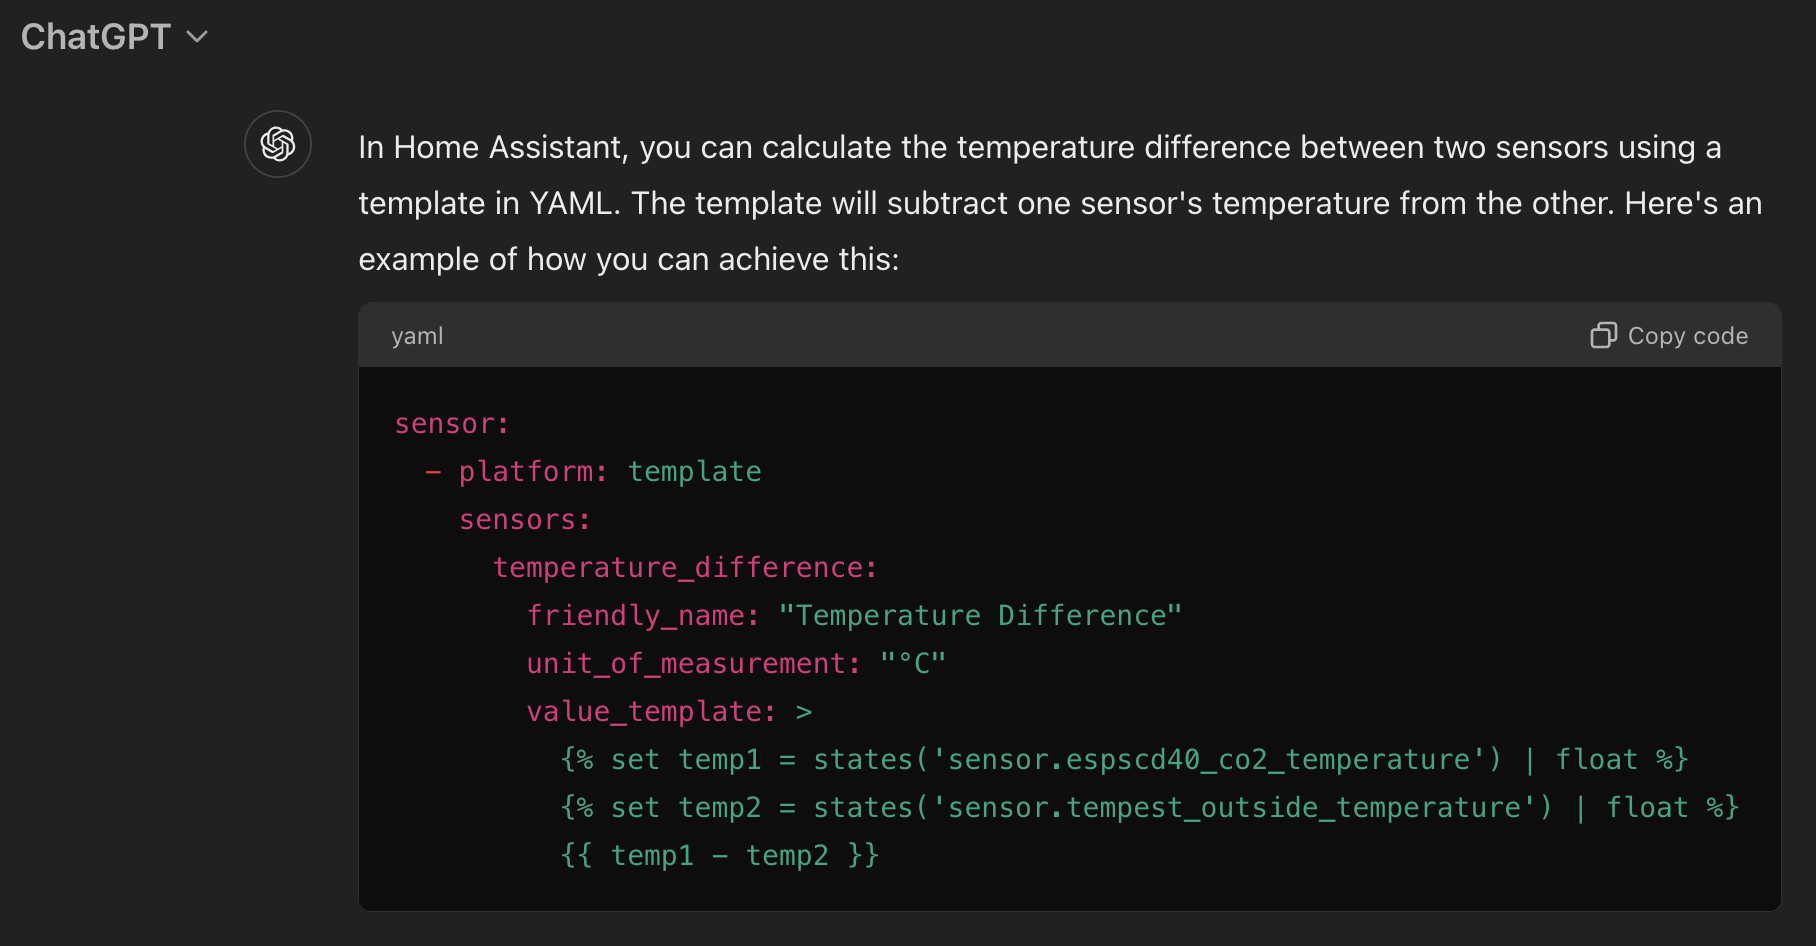 ChatGPT
In Home Assistant, you can calculate the temperature difference between two sensors using a
template in YAML. The template will subtract one sensor's temperature from the other. Here's an
example of how you can achieve this:
yaml
Copy code
sensor:
  - platform: template
    sensors:
      temperature_difference:
        friendly_name: "Temperature Difference"
        unit_of_measurement: "°C"
        value_template: >
          {% set temp1 = states('sensor.espscd40_co2_temperature') | float %}
          {% set temp2 = states('sensor.tempest_outside_temperature') | float %}
          {{ temp1 - temp2 }}